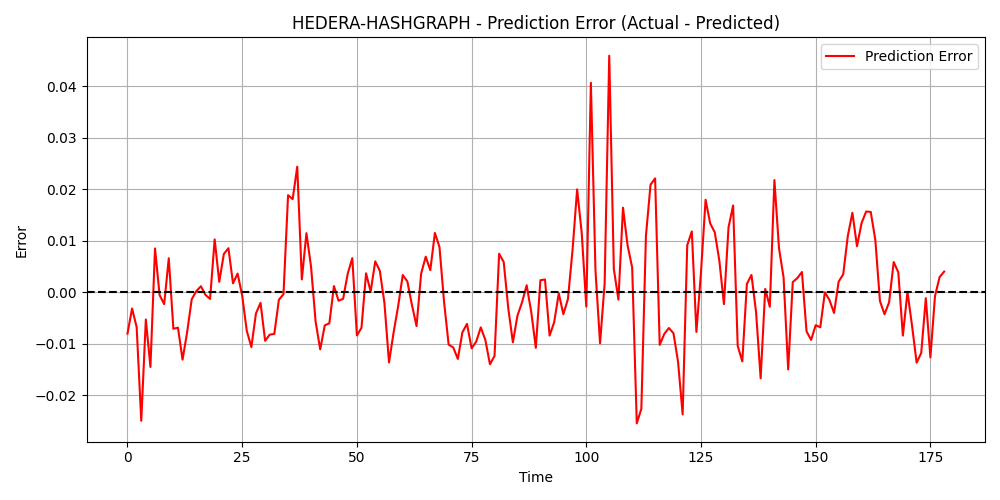 HEDERA-HASHGRAPH - Prediction Error (Actual - Predicted)
Prediction Error
0.04
0.03
0.02
0.01
0.00
−0.01
−0.02
Error
0 25 50 75 100 125 150 175
Time